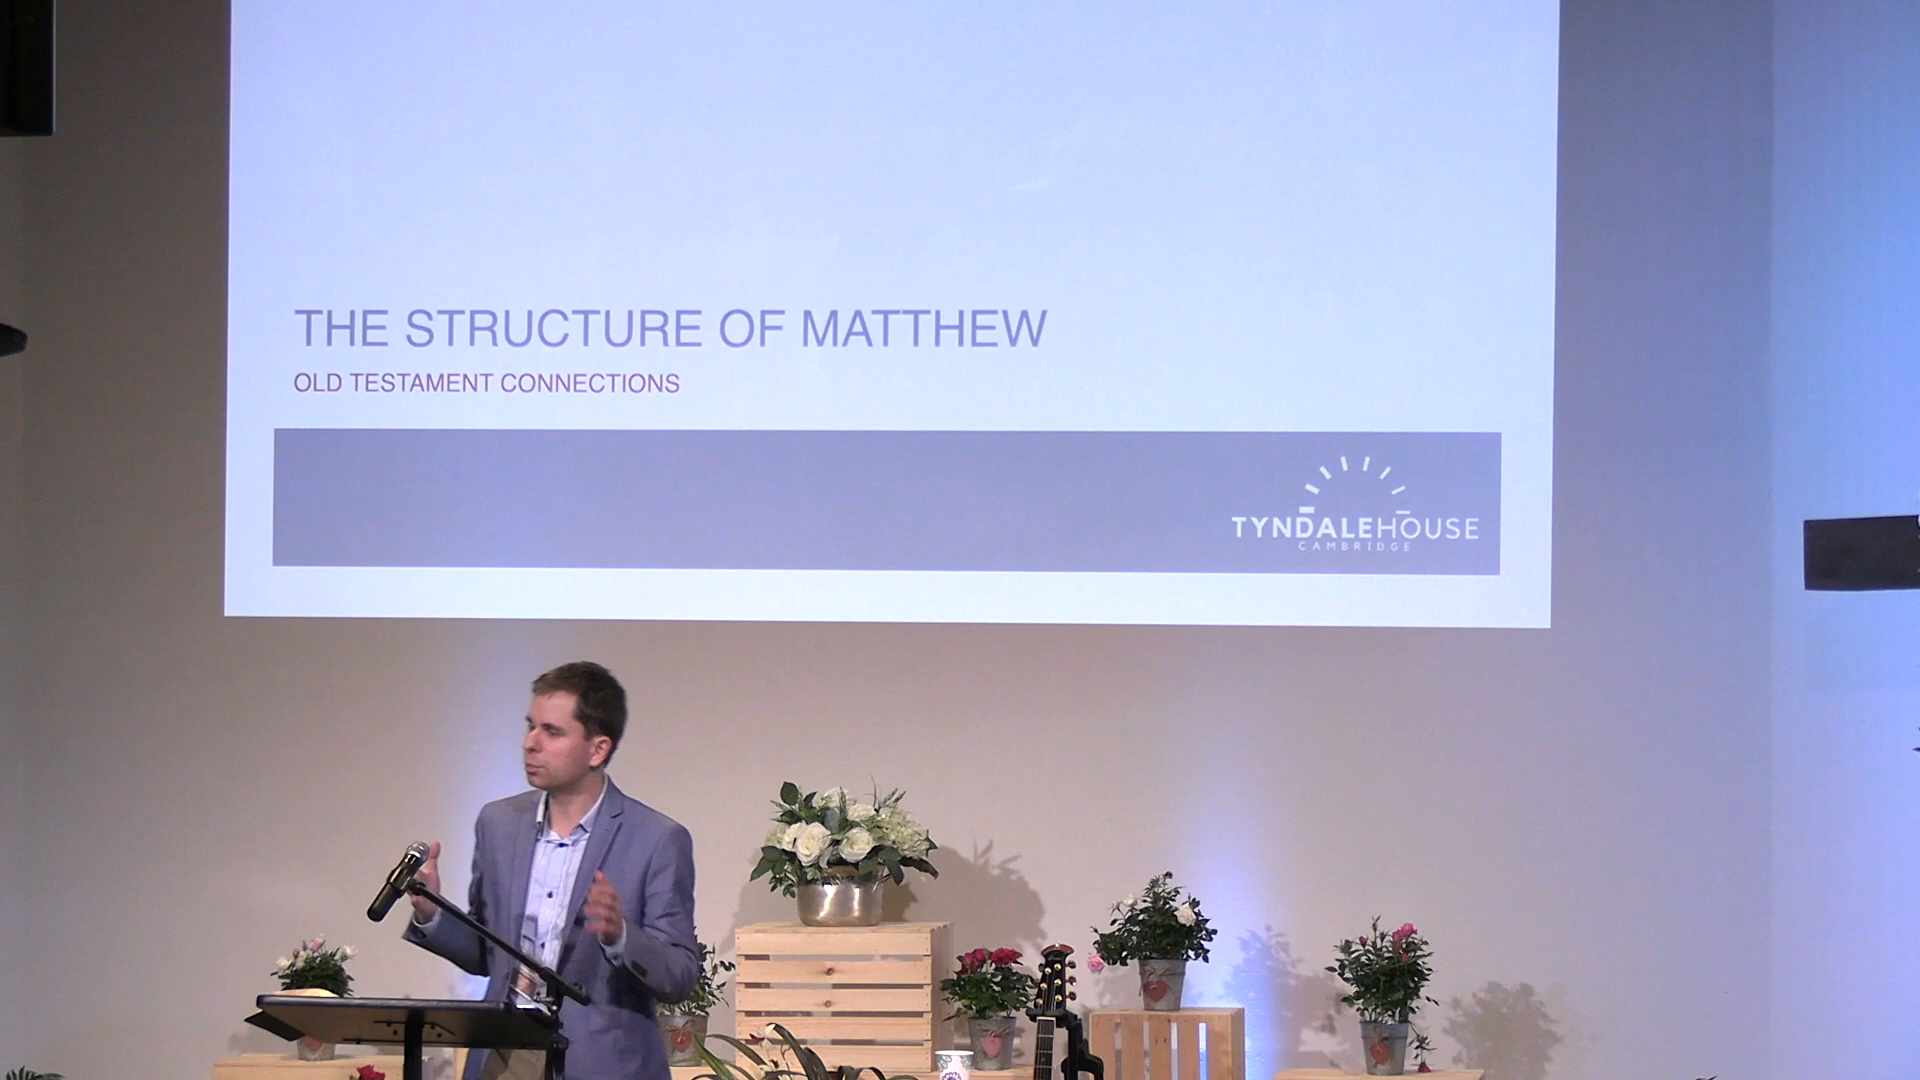 THE STRUCTURE OF MATTHEW
OLD TESTAMENT CONNECTIONS
TYNDALEHOUSE
CAMBRIDGE